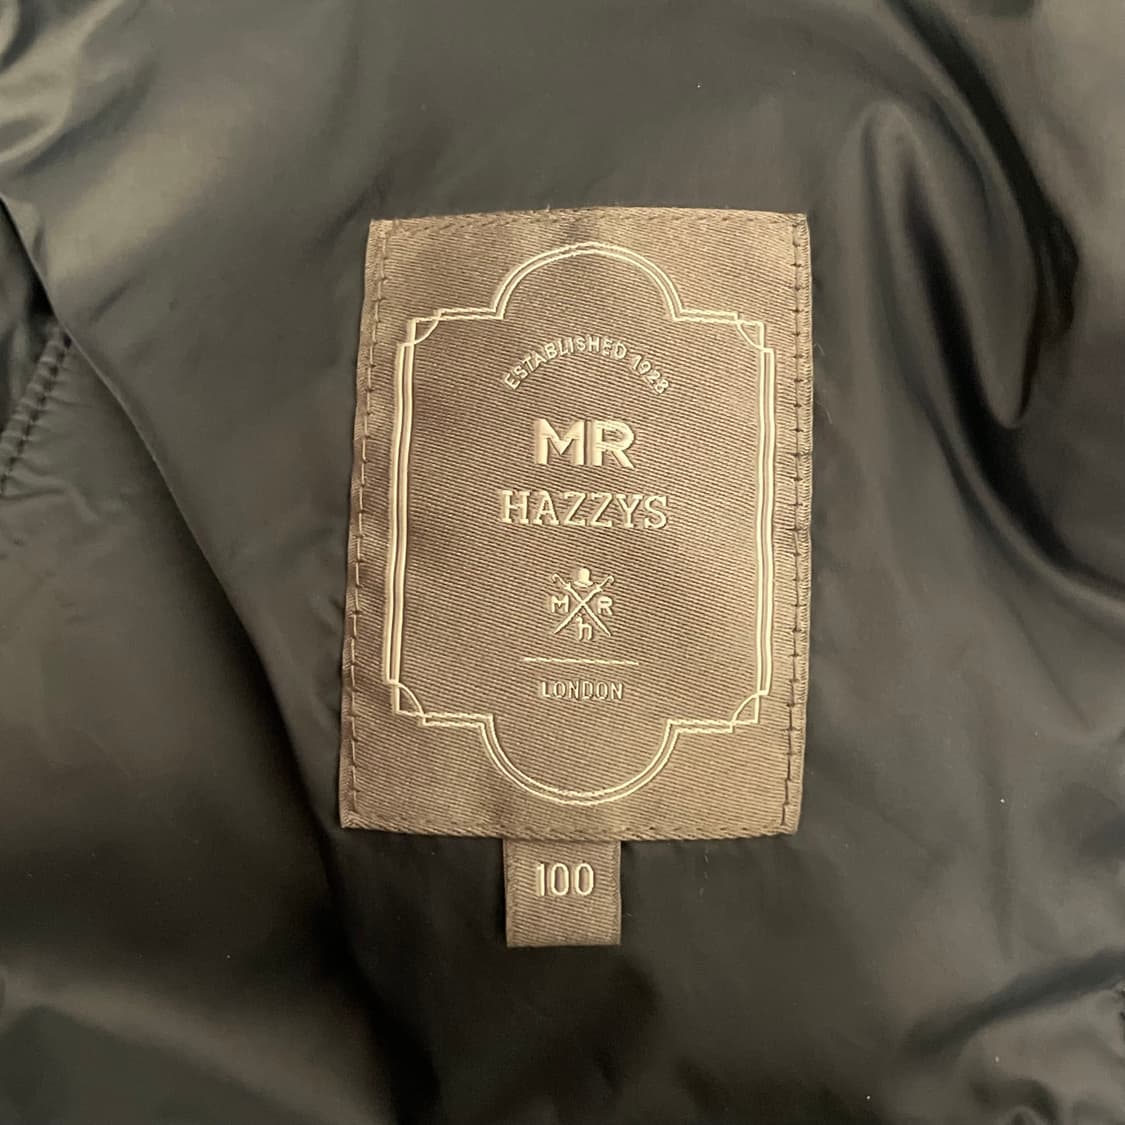 ESTABLISHED 1928
MR
HAZZYS
M R
h
LONDON
100